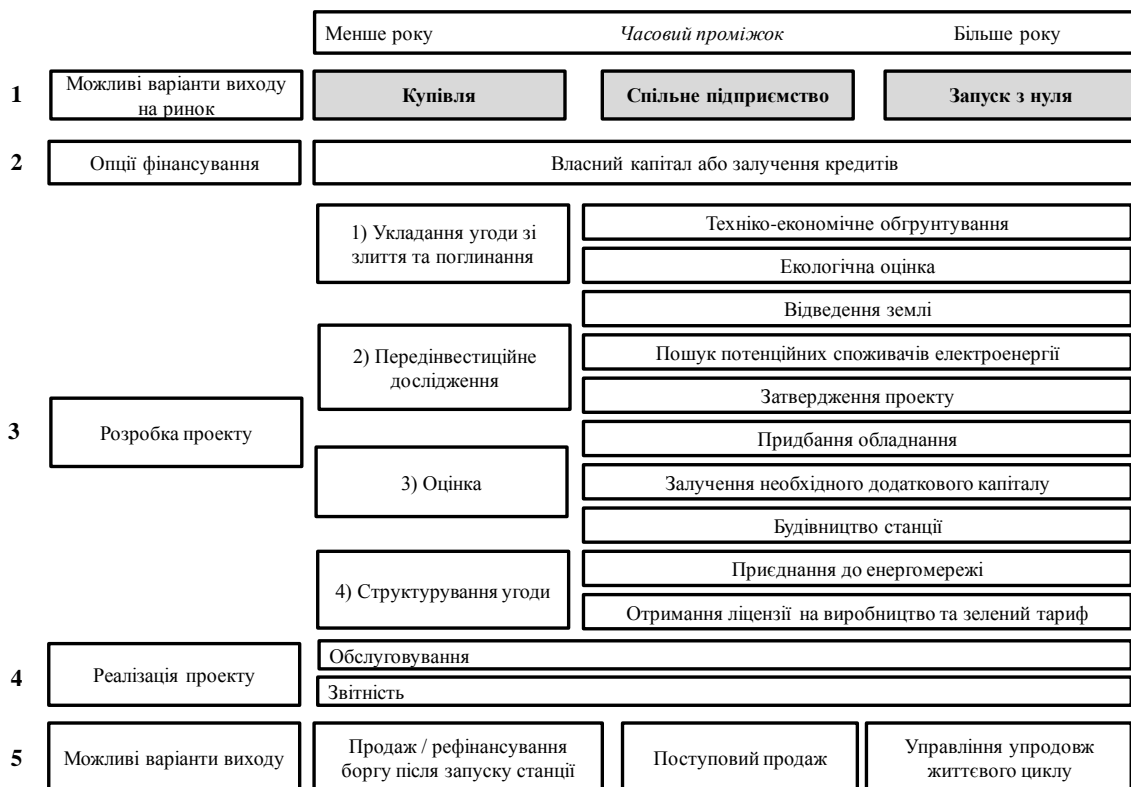 Менше року Часовий проміжок Більше року
1 Можливі варіанти виходу
на ринок
Купівля Спільне підприємство Запуск з нуля
2 Опції фінансування Власний капітал або залучення кредитів
3 Розробка проекту
1) Укладання угоди зі
злиття та поглинання
2) Передінвестиційне
дослідження
3) Оцінка
4) Структурування угоди
Техніко-економічне обгрунтування
Екологічна оцінка
Відведення землі
Пошук потенційних споживачів електроенергії
Затвердження проекту
Придбання обладнання
Залучення необхідного додаткового капіталу
Будівництво станції
Приєднання до енергомережі
Отримання ліцензії на виробництво та зелений тариф
4 Реалізація проекту
Обслуговування
Звітність
5 Можливі варіанти виходу
Продаж / рефінансування
боргу після запуску станції
Поступовий продаж
Управління упродовж
життєвого циклу